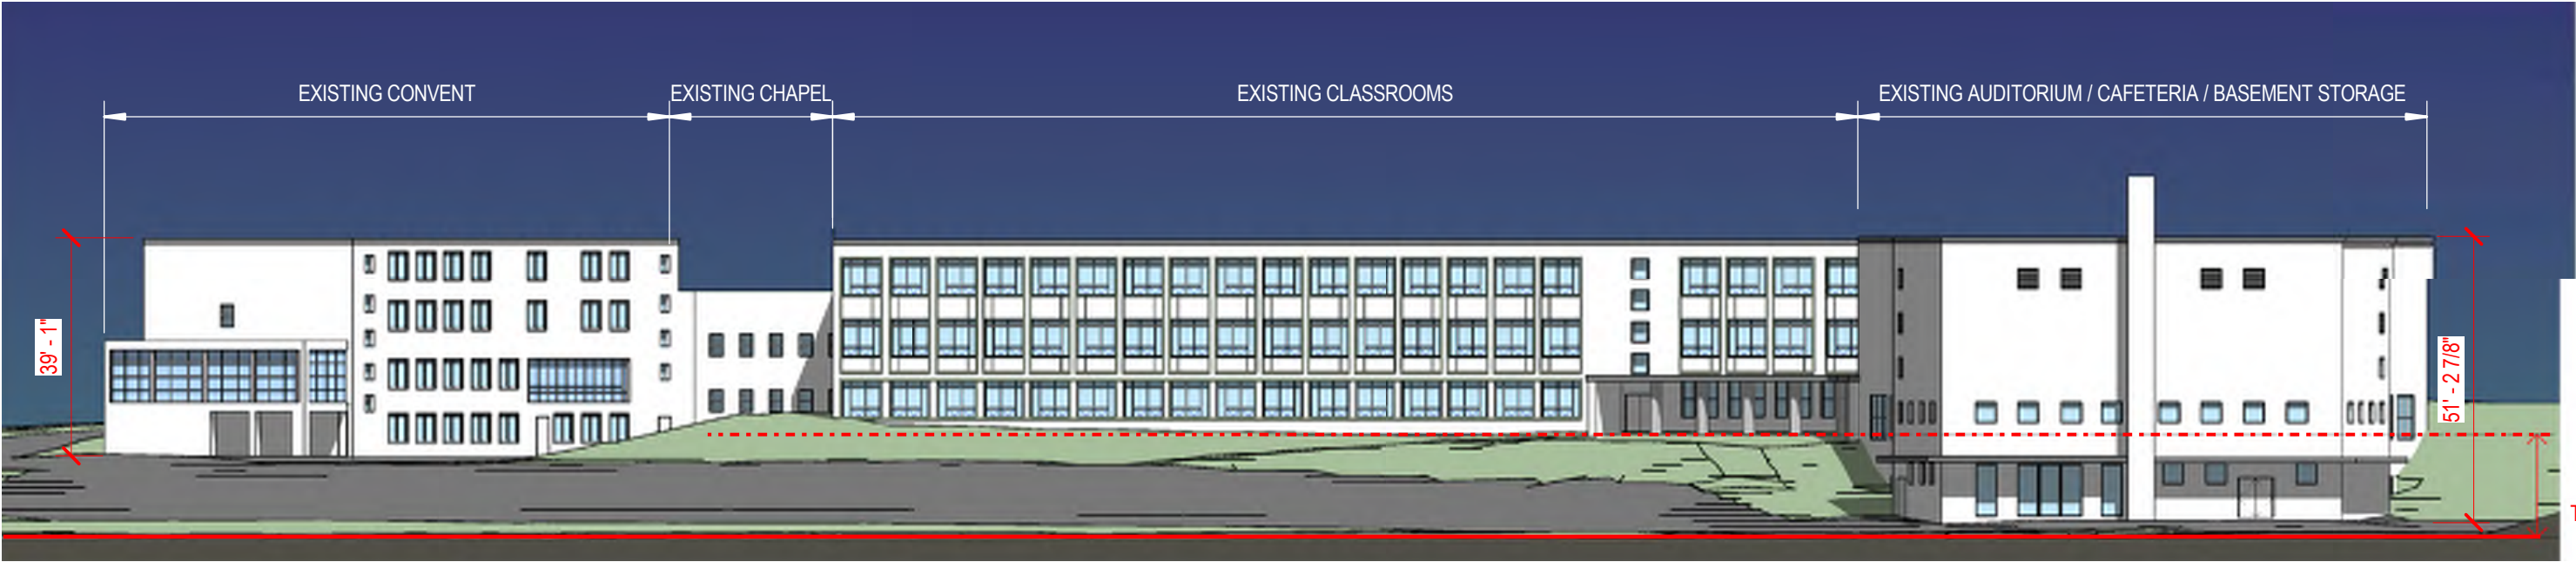 EXISTING CONVENT
EXISTING CHAPEL
EXISTING CLASSROOMS
EXISTING AUDITORIUM / CAFETERIA / BASEMENT STORAGE
39' - 1"
51' - 2 7/8"